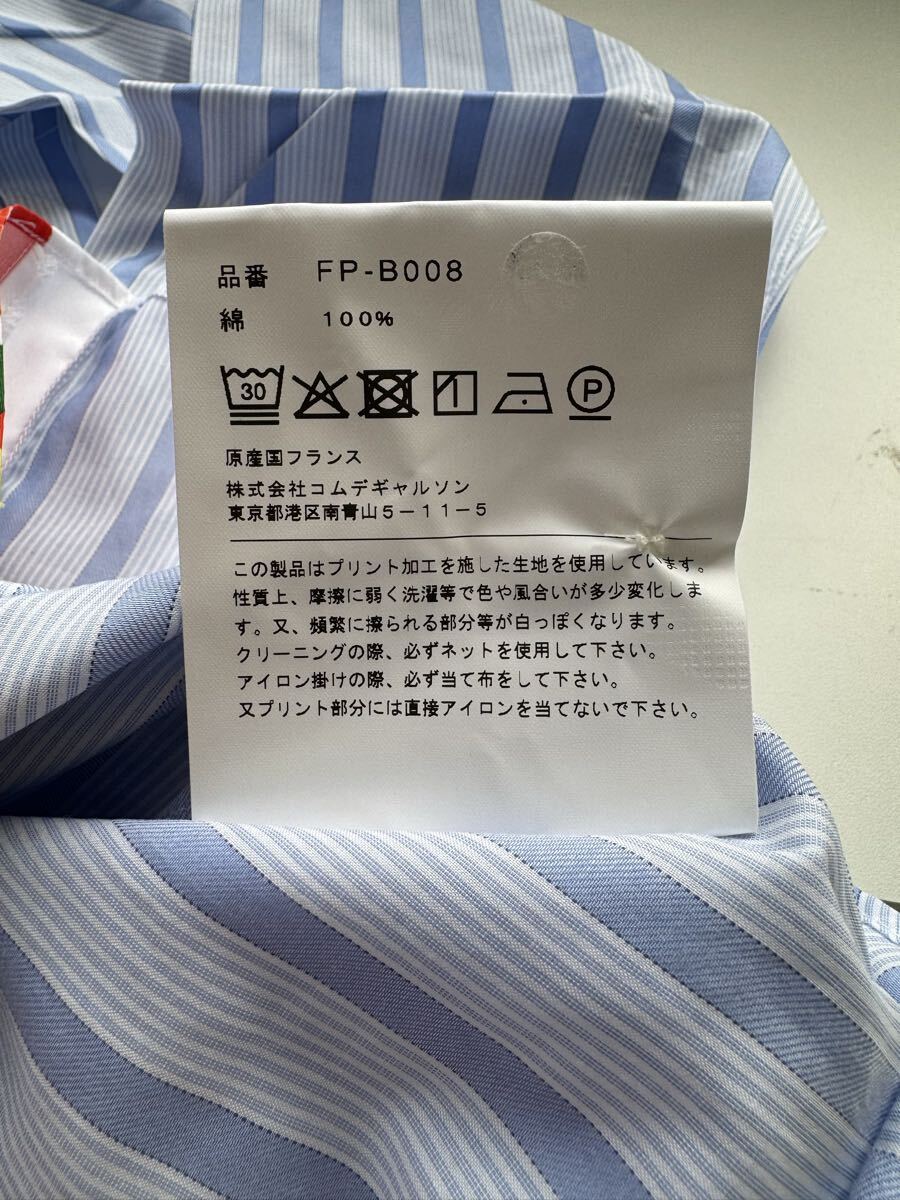 品番 FP-B008
綿 100%
30 P
原産国フランス
株式会社コムデギャルソン
東京都港区南青山5-11-5
この製品はプリント加工を施した生地を使用しています。
性質上、摩擦に弱く洗濯等で色や風合いが多少変化しま
す。又、頻繁に擦られる部分等が白っぽくなります。
クリーニングの際、必ずネットを使用して下さい。
アイロン掛けの際、必ず当て布をして下さい。
又プリント部分には直接アイロンを当てないで下さい。